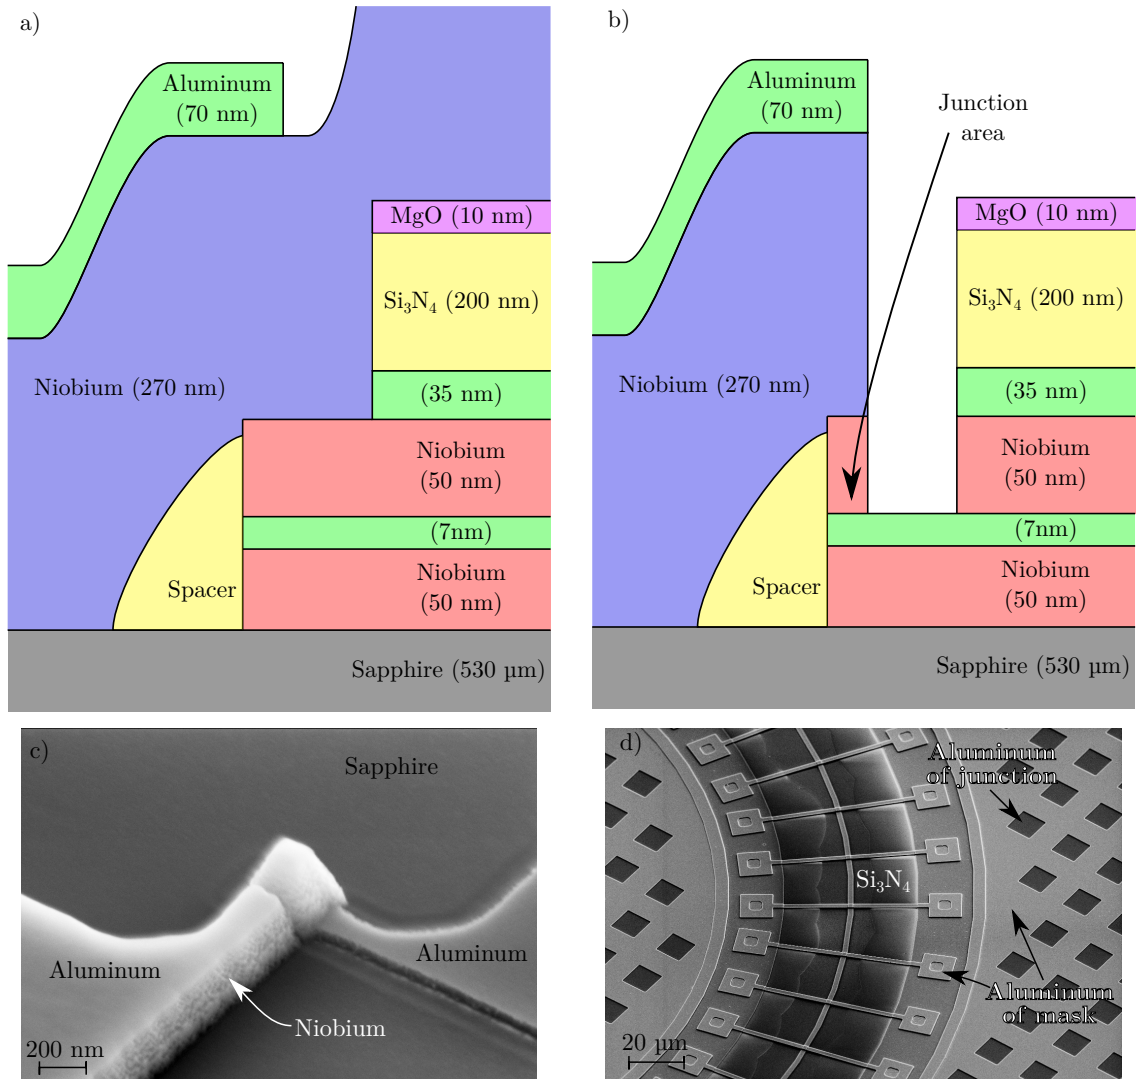 a)
Aluminum
(70 nm)
MgO (10 nm)
Si₃N₄ (200 nm)
Niobium (270 nm)
(35 nm)
Niobium
(50 nm)
(7nm)
Niobium
(50 nm)
Spacer
Sapphire (530 µm)
b)
Aluminum
(70 nm)
Junction
area
MgO (10 nm)
Si₃N₄ (200 nm)
Niobium (270 nm)
(35 nm)
Niobium
(50 nm)
(7nm)
Niobium
(50 nm)
Spacer
Sapphire (530 µm)
c)
Sapphire
Aluminum
Aluminum
Niobium
200 nm
d)
Aluminum
of junction
Si₃N₄
Aluminum
of mask
20 µm